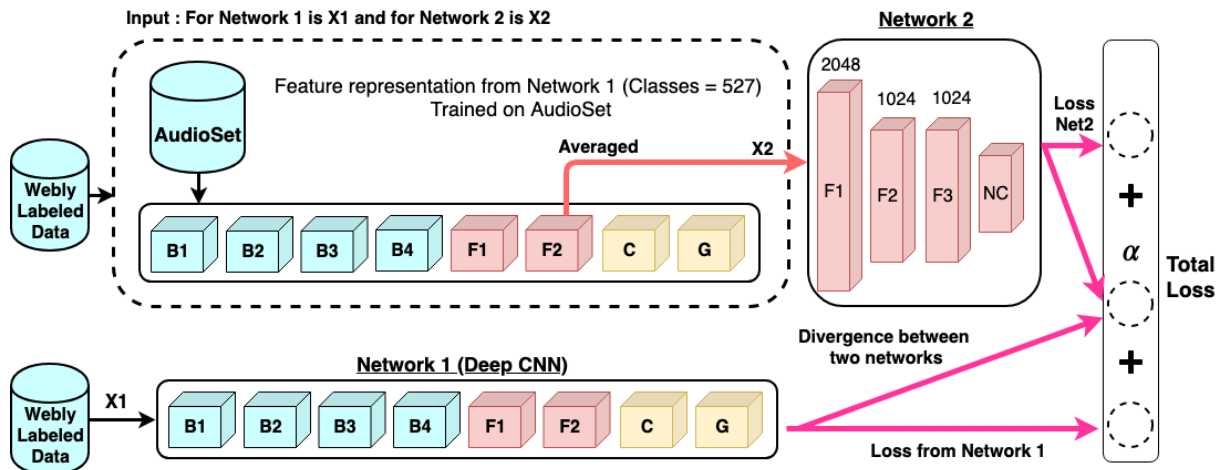 Input : For Network 1 is X1 and for Network 2 is X2
Network 2
AudioSet
Feature representation from Network 1 (Classes = 527)
Trained on AudioSet
Averaged
X2
Webly
Labeled
Data
B1
B2
B3
B4
F1
F2
C
G
2048
1024
1024
F1
F2
F3
NC
Loss
Net2
+
α
+
Total
Loss
Divergence between
two networks
Network 1 (Deep CNN)
Webly
Labeled
Data
X1
B1
B2
B3
B4
F1
F2
C
G
Loss from Network 1